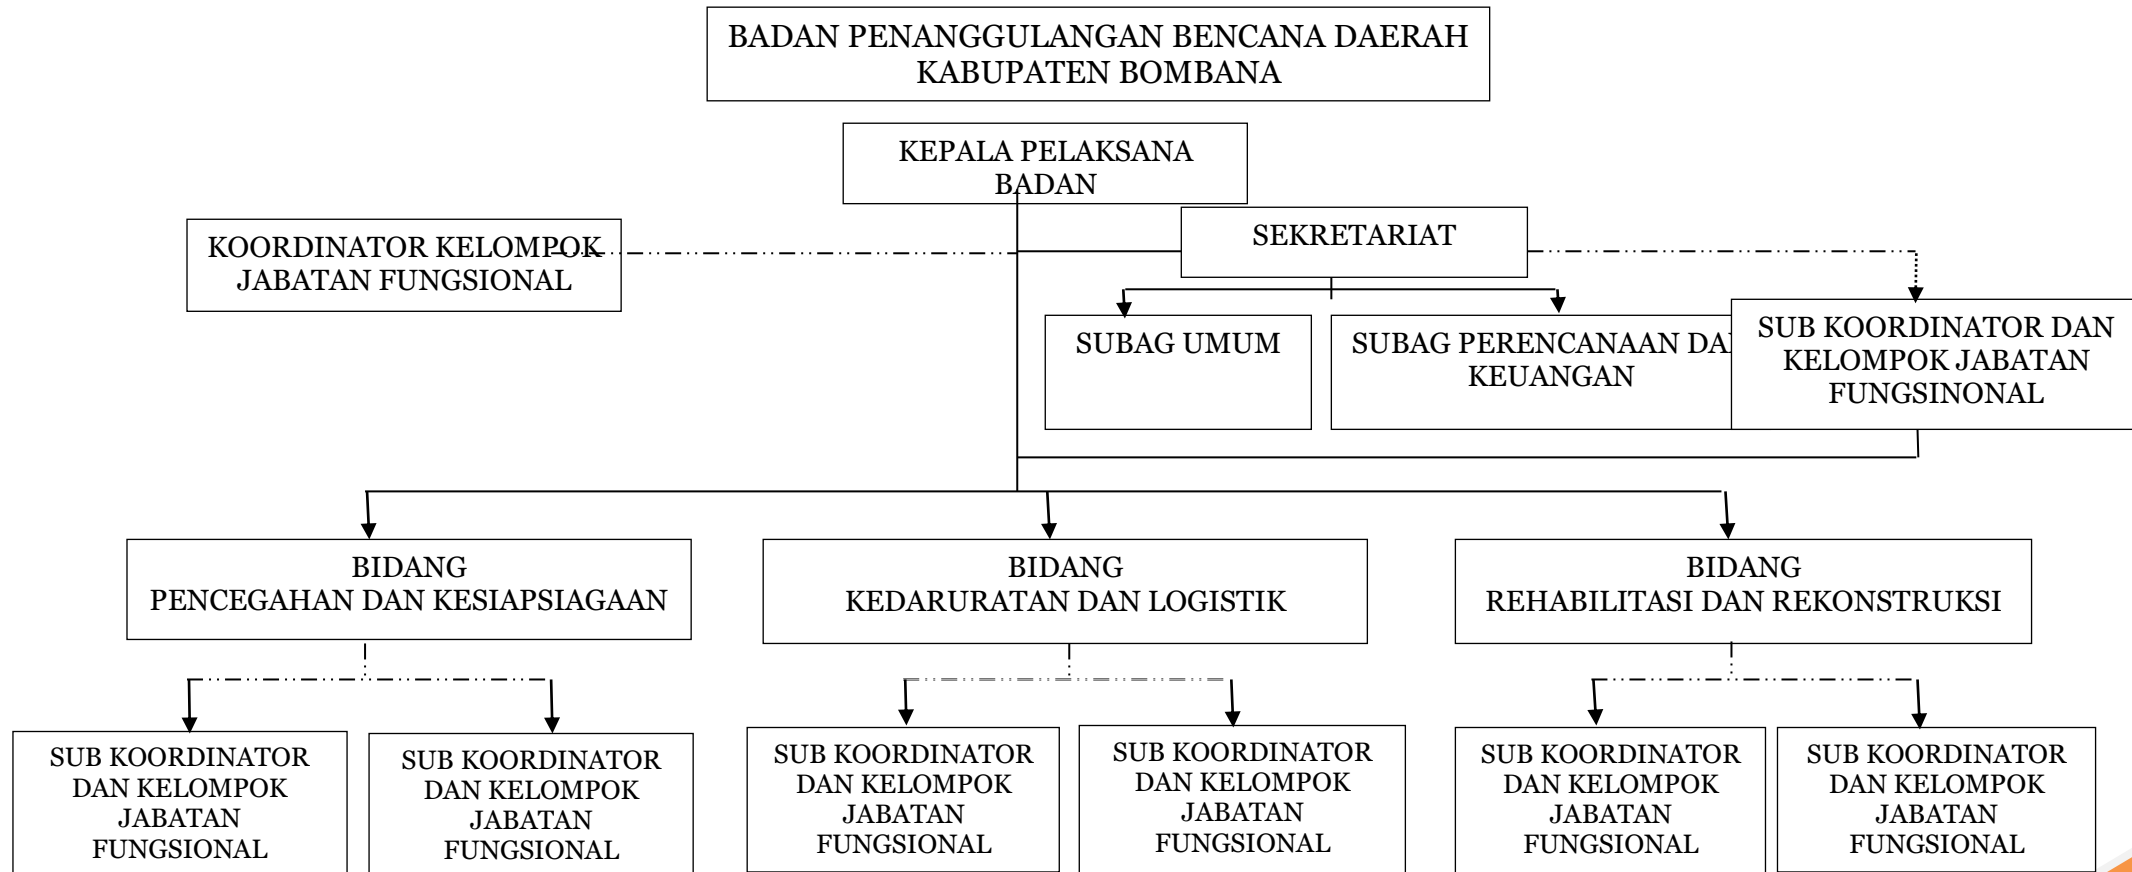 BADAN PENANGGULANGAN BENCANA DAERAH
KABUPATEN BOMBANA
KEPALA PELAKSANA
BADAN
KOORDINATOR KELOMPOK
JABATAN FUNGSIONAL
SEKRETARIAT
SUBAG UMUM
SUBAG PERENCANAAN DA
KEUANGAN
SUB KOORDINATOR DAN
KELOMPOK JABATAN
FUNGSINONAL
BIDANG
PENCEGAHAN DAN KESIAPSIAGAAN
BIDANG
KEDARURATAN DAN LOGISTIK
BIDANG
REHABILITASI DAN REKONSTRUKSI
SUB KOORDINATOR
DAN KELOMPOK
JABATAN
FUNGSIONAL
SUB KOORDINATOR
DAN KELOMPOK
JABATAN
FUNGSIONAL
SUB KOORDINATOR
DAN KELOMPOK
JABATAN
FUNGSIONAL
SUB KOORDINATOR
DAN KELOMPOK
JABATAN
FUNGSIONAL
SUB KOORDINATOR
DAN KELOMPOK
JABATAN
FUNGSIONAL
SUB KOORDINATOR
DAN KELOMPOK
JABATAN
FUNGSIONAL